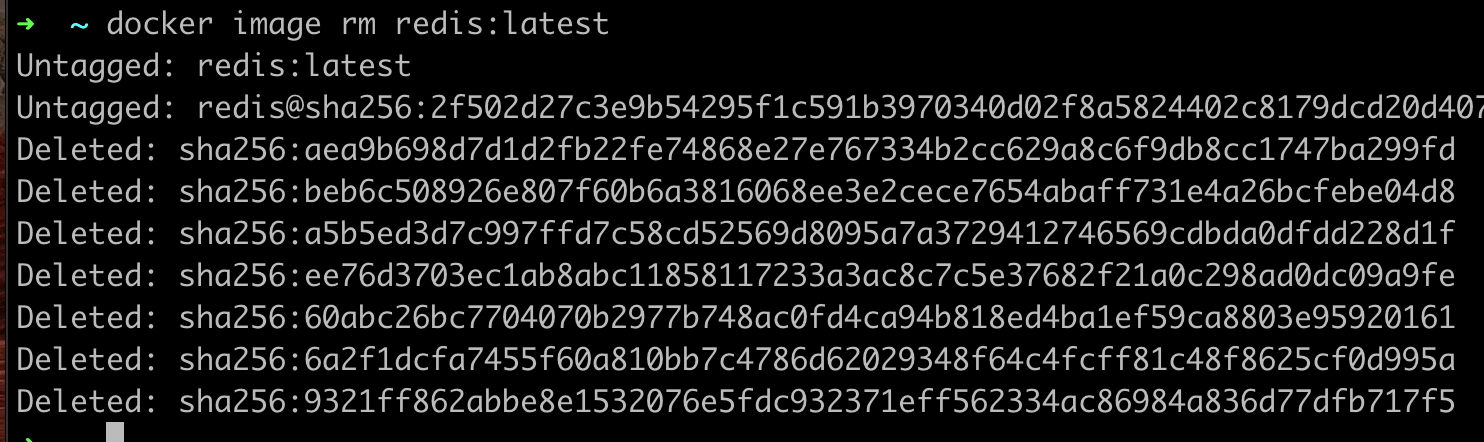 ➜ ~ docker image rm redis:latest
Untagged: redis:latest
Untagged: redis@sha256:2f502d27c3e9b54295f1c591b3970340d02f8a5824402c8179dcd20d407
Deleted: sha256:aea9b698d7d1d2fb22fe74868e27e767334b2cc629a8c6f9db8cc1747ba299fd
Deleted: sha256:beb6c508926e807f60b6a3816068ee3e2cece7654abaff731e4a26bcfebe04d8
Deleted: sha256:a5b5ed3d7c997ffd7c58cd52569d8095a7a3729412746569cdbda0dfdd228d1f
Deleted: sha256:ee76d3703ec1ab8abc11858117233a3ac8c7c5e37682f21a0c298ad0dc09a9fe
Deleted: sha256:60abc26bc7704070b2977b748ac0fd4ca94b818ed4ba1ef59ca8803e95920161
Deleted: sha256:6a2f1dcfa7455f60a810bb7c4786d62029348f64c4fcff81c48f8625cf0d995a
Deleted: sha256:9321ff862abbe8e1532076e5fdc932371eff562334ac86984a836d77dfb717f5